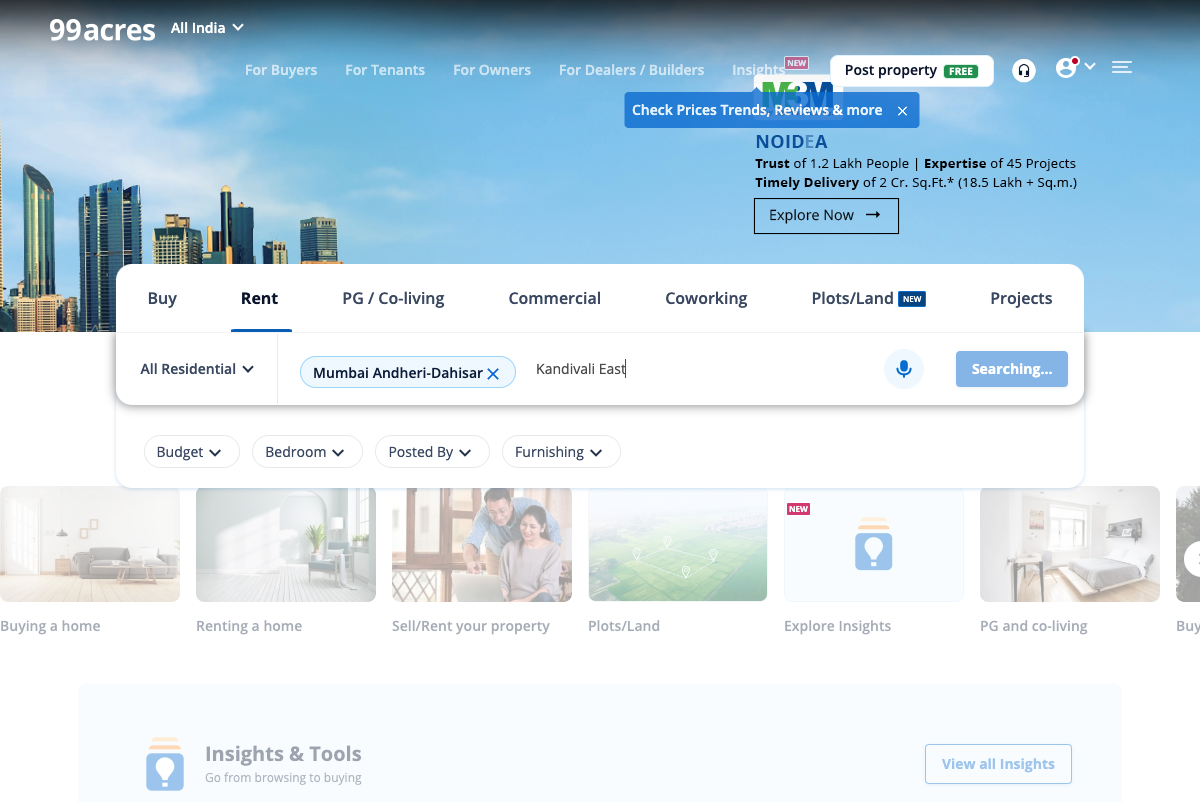 99acres All India
For Buyers For Tenants For Owners For Dealers / Builders Insights NEW Post property FREE
M3M
Check Prices Trends, Reviews & more
NOIDEA
Trust of 1.2 Lakh People | Expertise of 45 Projects
Timely Delivery of 2 Cr. Sq.Ft.* (18.5 Lakh + Sq.m.)
Explore Now
Buy Rent PG / Co-living Commercial Coworking Plots/Land NEW Projects
All Residential Mumbai Andheri-Dahisar Kandivali East Searching...
Budget Bedroom Posted By Furnishing
NEW
Buying a home Renting a home Sell/Rent your property Plots/Land Explore Insights PG and co-living Buy
Insights & Tools
Go from browsing to buying
View all Insights